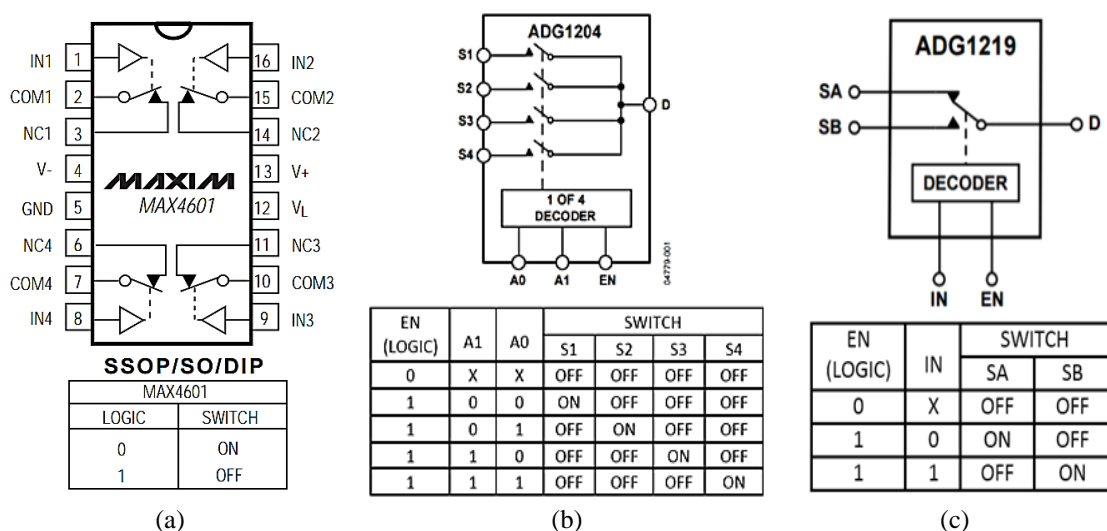 IN1 1 16 IN2
COM1 2 15 COM2
NC1 3 14 NC2
V- 4 13 V+
MAXIM
MAX4601
GND 5 12 VL
NC4 6 11 NC3
COM4 7 10 COM3
IN4 8 9 IN3
SSOP/SO/DIP
MAX4601
LOGIC SWITCH
0 ON
1 OFF
(a)
ADG1204
S1
S2
D
S3
S4
1 OF 4
DECODER
A0 A1 EN
04779-001
EN
(LOGIC) A1 A0 SWITCH
S1 S2 S3 S4
0 X X OFF OFF OFF OFF
1 0 0 ON OFF OFF OFF
1 0 1 OFF ON OFF OFF
1 1 0 OFF OFF ON OFF
1 1 1 OFF OFF OFF ON
(b)
ADG1219
SA
SB D
DECODER
IN EN
EN
(LOGIC) IN SWITCH
SA SB
0 X OFF OFF
1 0 ON OFF
1 1 OFF ON
(c)